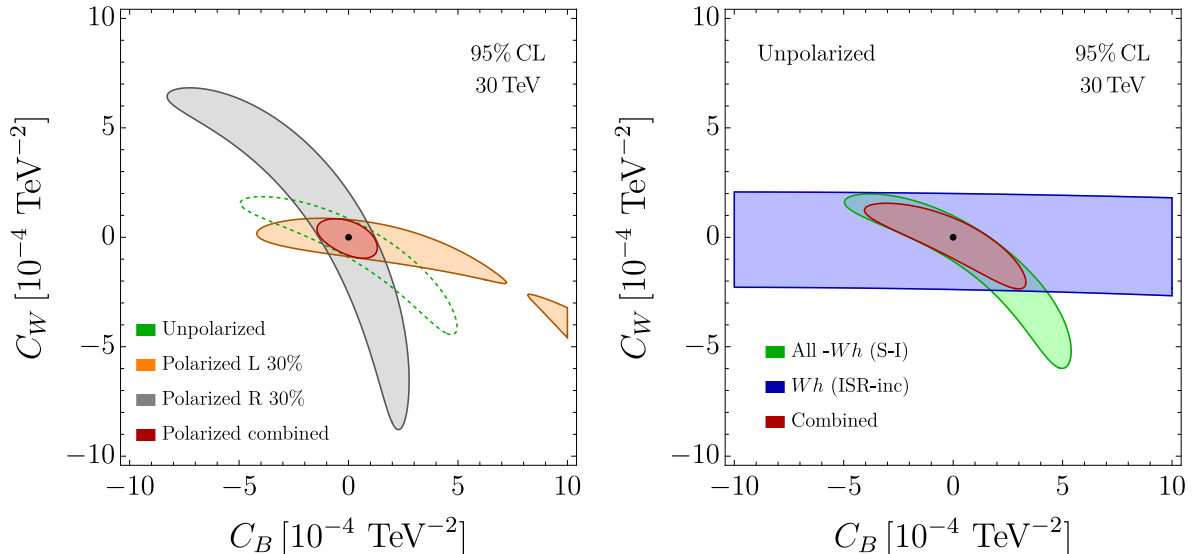 10
5
0
−5
−10
−10
−5
0
5
10
C_W [10⁻⁴ TeV⁻²]
C_B [10⁻⁴ TeV⁻²]
95% CL
30 TeV
Unpolarized
Polarized L 30%
Polarized R 30%
Polarized combined
10
5
0
−5
−10
−10
−5
0
5
10
C_W [10⁻⁴ TeV⁻²]
C_B [10⁻⁴ TeV⁻²]
Unpolarized
95% CL
30 TeV
All -Wh (S-I)
Wh (ISR-inc)
Combined